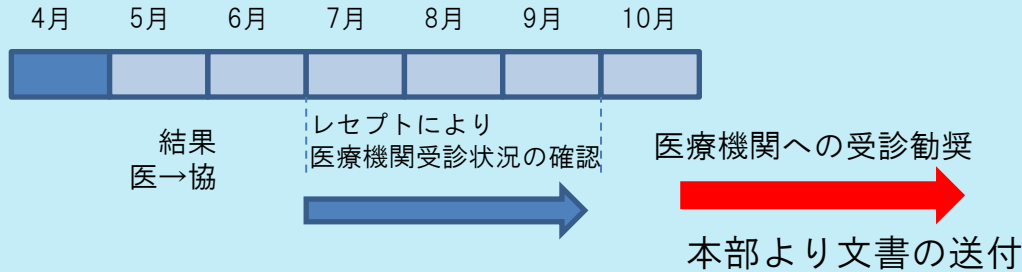 4月 5月 6月 7月 8月 9月 10月
結果
医→協
レセプトにより
医療機関受診状況の確認
医療機関への受診勧奨
本部より文書の送付